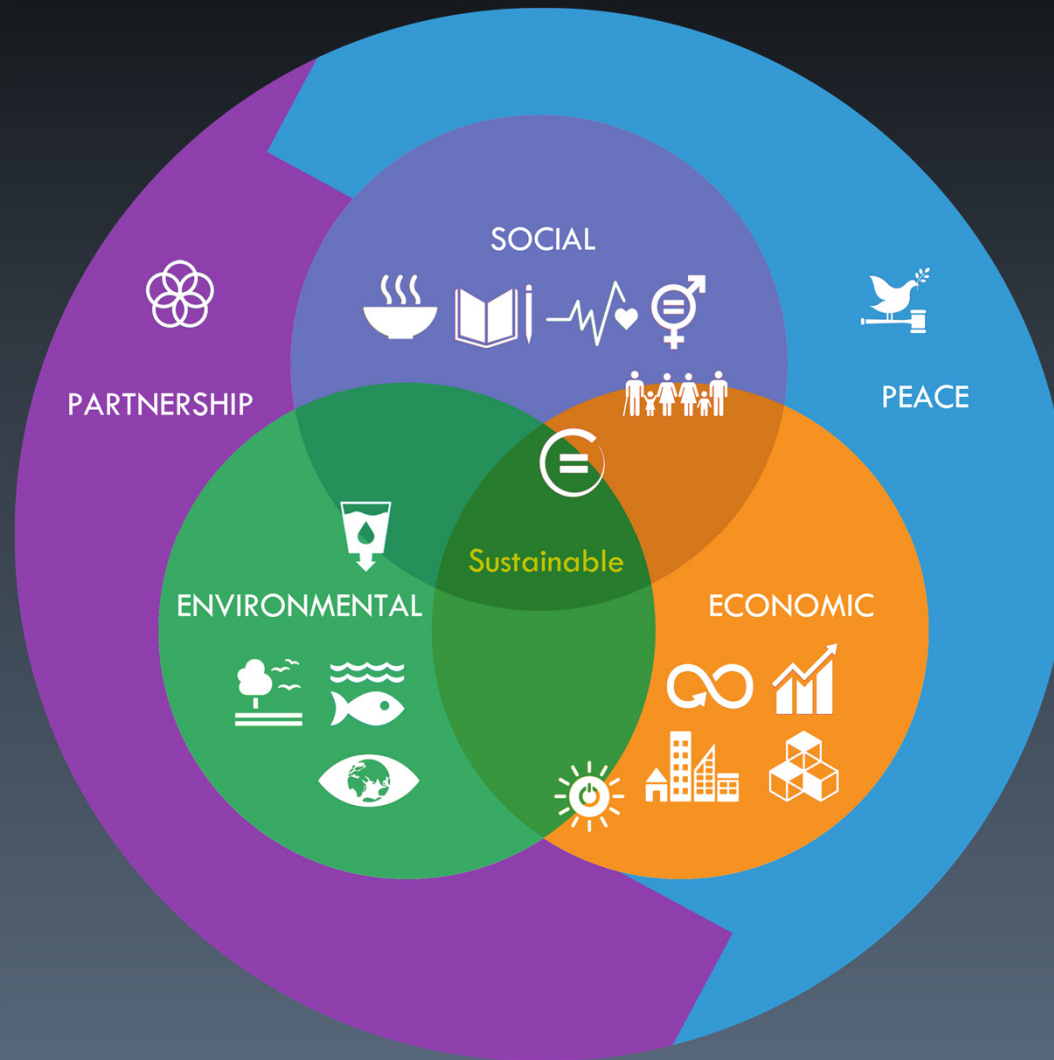 SOCIAL
PARTNERSHIP
PEACE
Sustainable
ENVIRONMENTAL
ECONOMIC